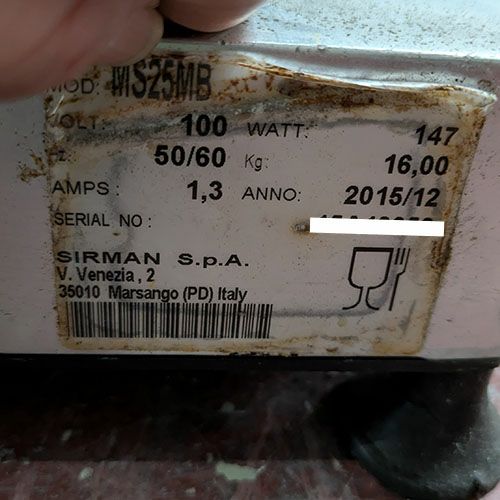 MOD: MS25MB
VOLT: 100 WATT: 147
Hz: 50/60 Kg: 16,00
AMPS: 1,3 ANNO: 2015/12
SERIAL NO:
SIRMAN S.p.A.
V. Venezia, 2
35010 Marsango (PD) Italy